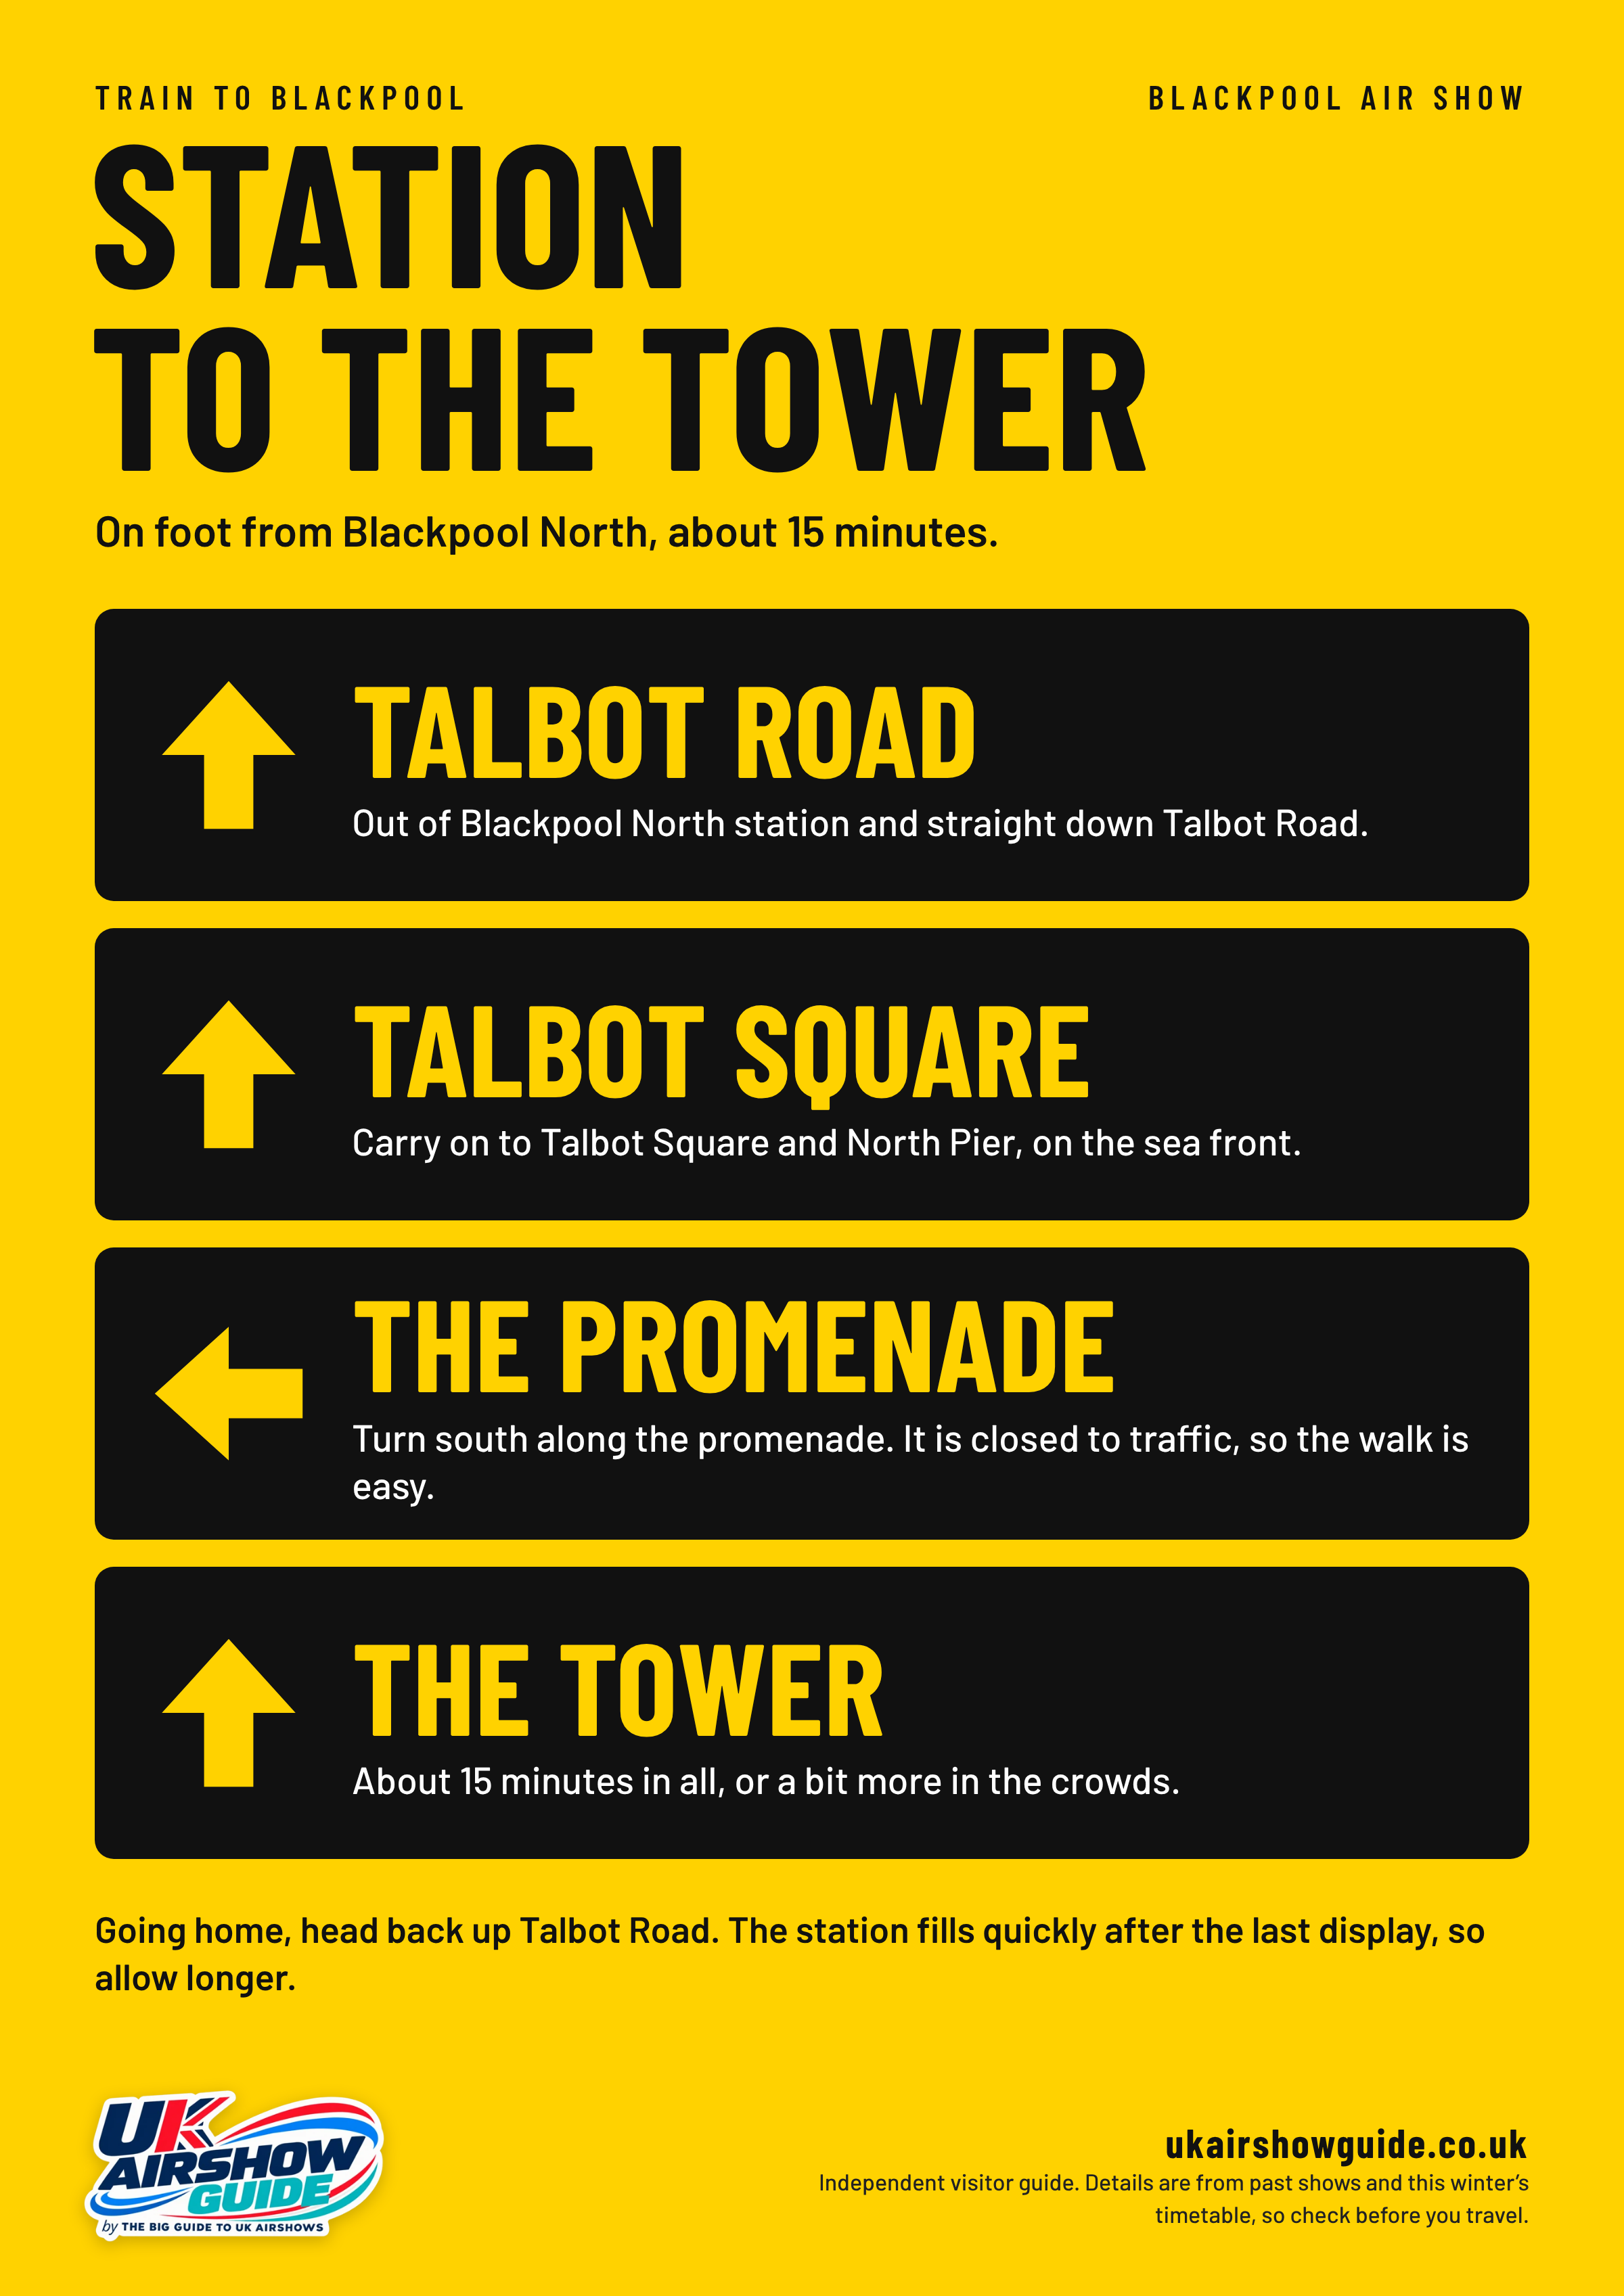 TRAIN TO BLACKPOOL
BLACKPOOL AIR SHOW
STATION
TO THE TOWER
On foot from Blackpool North, about 15 minutes.
TALBOT ROAD
Out of Blackpool North station and straight down Talbot Road.
TALBOT SQUARE
Carry on to Talbot Square and North Pier, on the sea front.
THE PROMENADE
Turn south along the promenade. It is closed to traffic, so the walk is
easy.
THE TOWER
About 15 minutes in all, or a bit more in the crowds.
Going home, head back up Talbot Road. The station fills quickly after the last display, so
allow longer.
UK
AIRSHOW
GUIDE
by THE BIG GUIDE TO UK AIRSHOWS
ukairshowguide.co.uk
Independent visitor guide. Details are from past shows and this winter’s
timetable, so check before you travel.